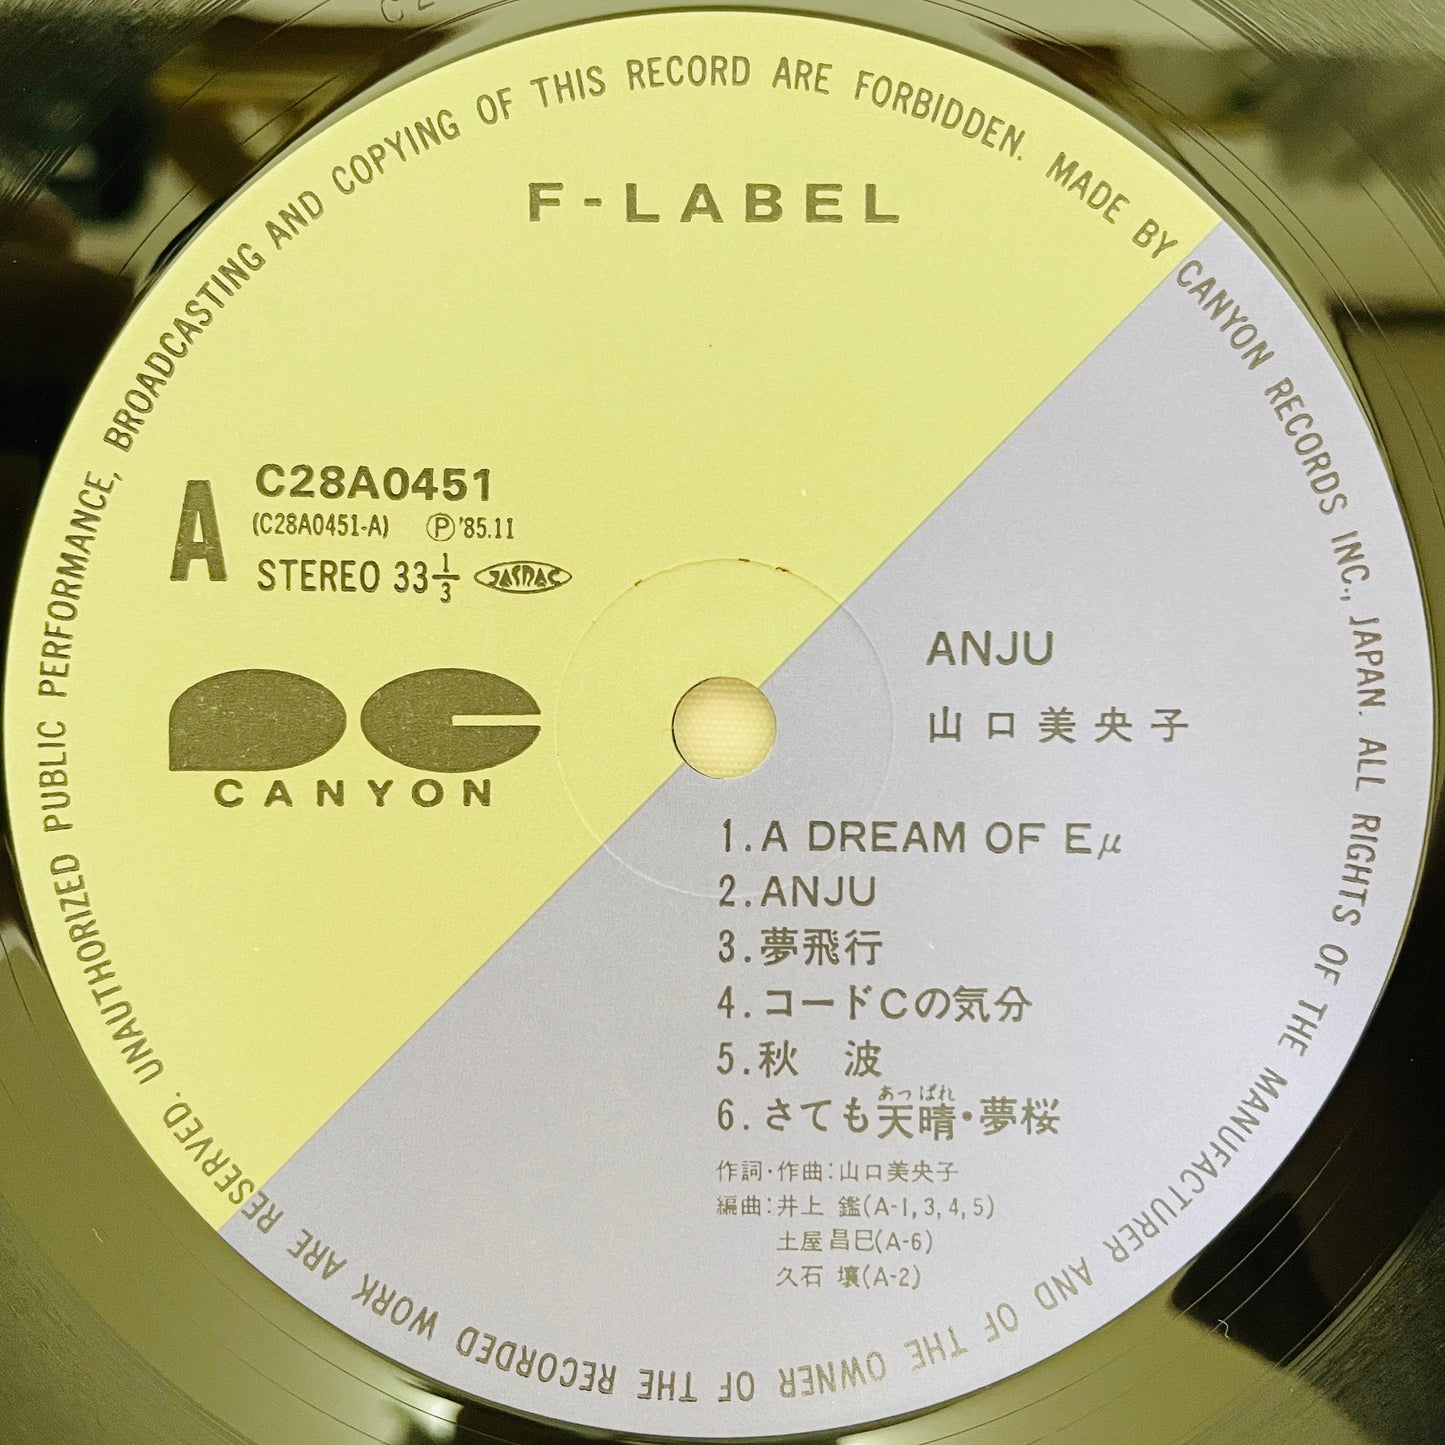 UNAUTHORIZED PUBLIC PERFORMANCE, BROADCASTING AND COPYING OF THIS RECORD ARE FORBIDDEN. MADE BY CANYON RECORDS INC., JAPAN. ALL RIGHTS OF THE MANUFACTURER AND OF THE OWNER OF THE RECORDED WORK ARE RESERVED.
F-LABEL
A
C28A0451
(C28A0451-A) Ⓟ'85.11
STEREO 33 1/3 JASRAC
CANYON
ANJU
山口美央子
1.A DREAM OF Eμ
2.ANJU
3.夢飛行
4.コードCの気分
5.秋 波
あっぱれ
6.さても天晴・夢桜
作詞・作曲:山口美央子
編曲:井上 鑑(A-1,3,4,5)
土屋昌巳(A-6)
久石 壤(A-2)